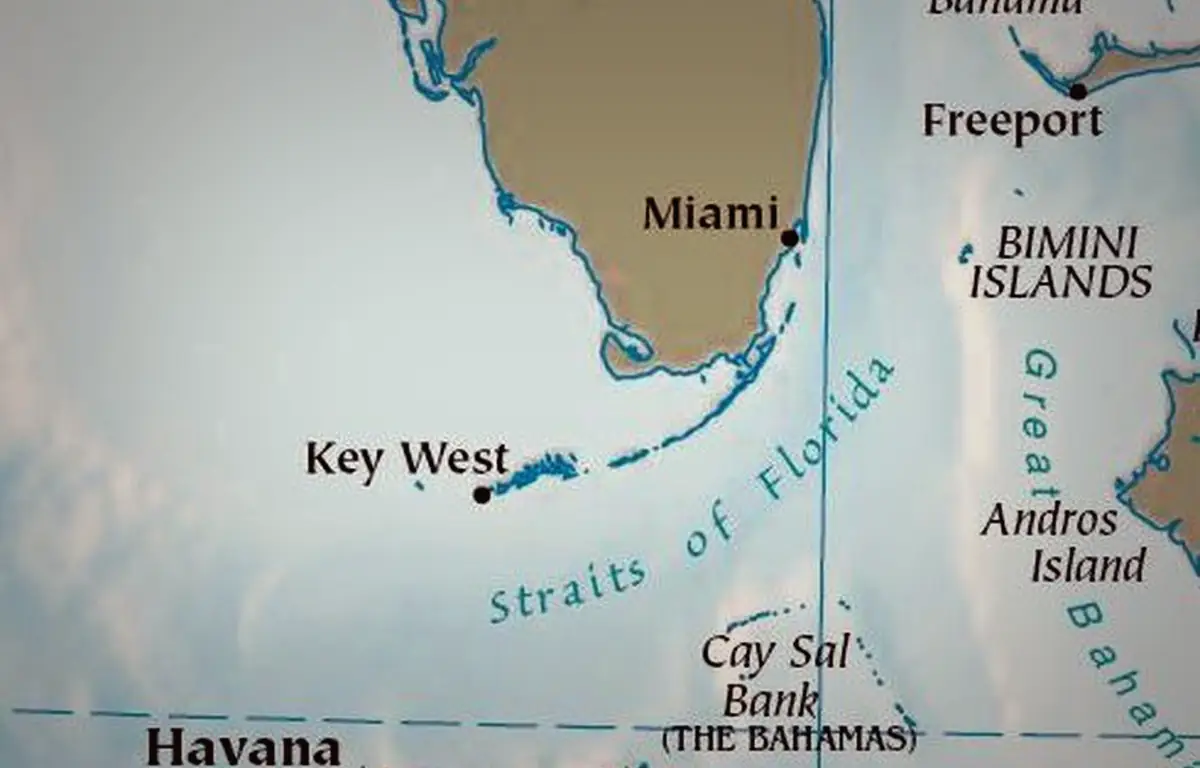 Bahama
Freeport
Miami
BIMINI
ISLANDS
Great
Straits of Florida
Key West
Andros
Island
Bahama
Cay Sal
Bank
(THE BAHAMAS)
Havana